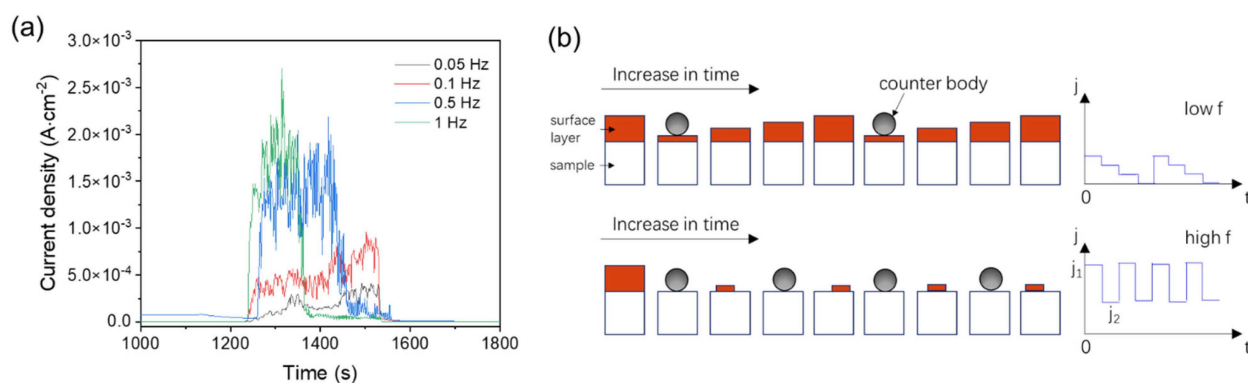 (a)
3.0×10⁻³
2.5×10⁻³
2.0×10⁻³
1.5×10⁻³
1.0×10⁻³
5.0×10⁻⁴
0.0
Current density (A·cm⁻²)
0.05 Hz
0.1 Hz
0.5 Hz
1 Hz
1000 1200 1400 1600 1800
Time (s)
(b)
Increase in time
counter body
surface
layer
sample
j
low f
0
t
Increase in time
j
high f
j₁
j₂
0
t